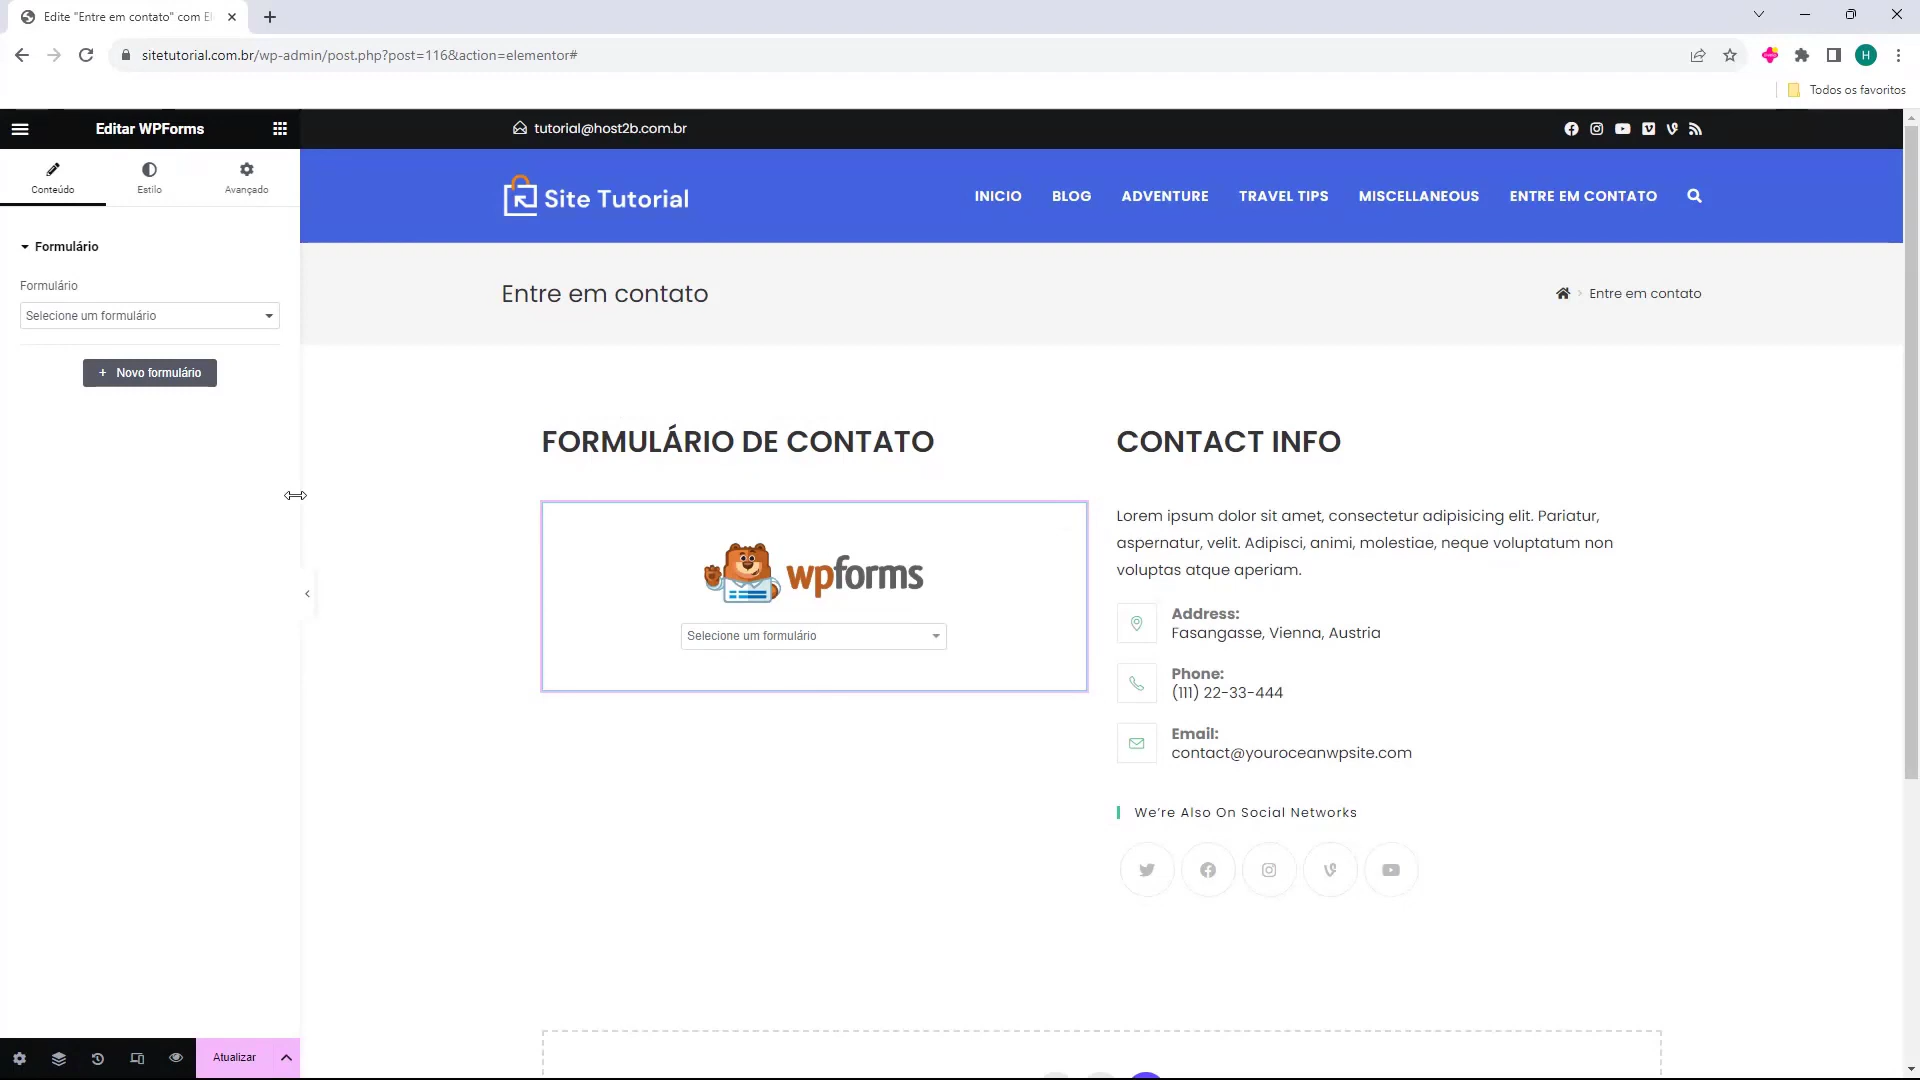 Edite "Entre em contato" com El
sitetutorial.com.br/wp-admin/post.php?post=116&action=elementor#
H
Todos os favoritos
Editar WPForms
tutorial@host2b.com.br
Conteúdo
Estilo
Avançado
Site Tutorial
INICIO
BLOG
ADVENTURE
TRAVEL TIPS
MISCELLANEOUS
ENTRE EM CONTATO
Formulário
Formulário
Selecione um formulário
+ Novo formulário
Entre em contato
> Entre em contato
FORMULÁRIO DE CONTATO
wpforms
Selecione um formulário
CONTACT INFO
Lorem ipsum dolor sit amet, consectetur adipisicing elit. Pariatur,
aspernatur, velit. Adipisci, animi, molestiae, neque voluptatum non
voluptas atque aperiam.
Address:
Fasangasse, Vienna, Austria
Phone:
(111) 22-33-444
Email:
contact@youroceanwpsite.com
We're Also On Social Networks
Atualizar